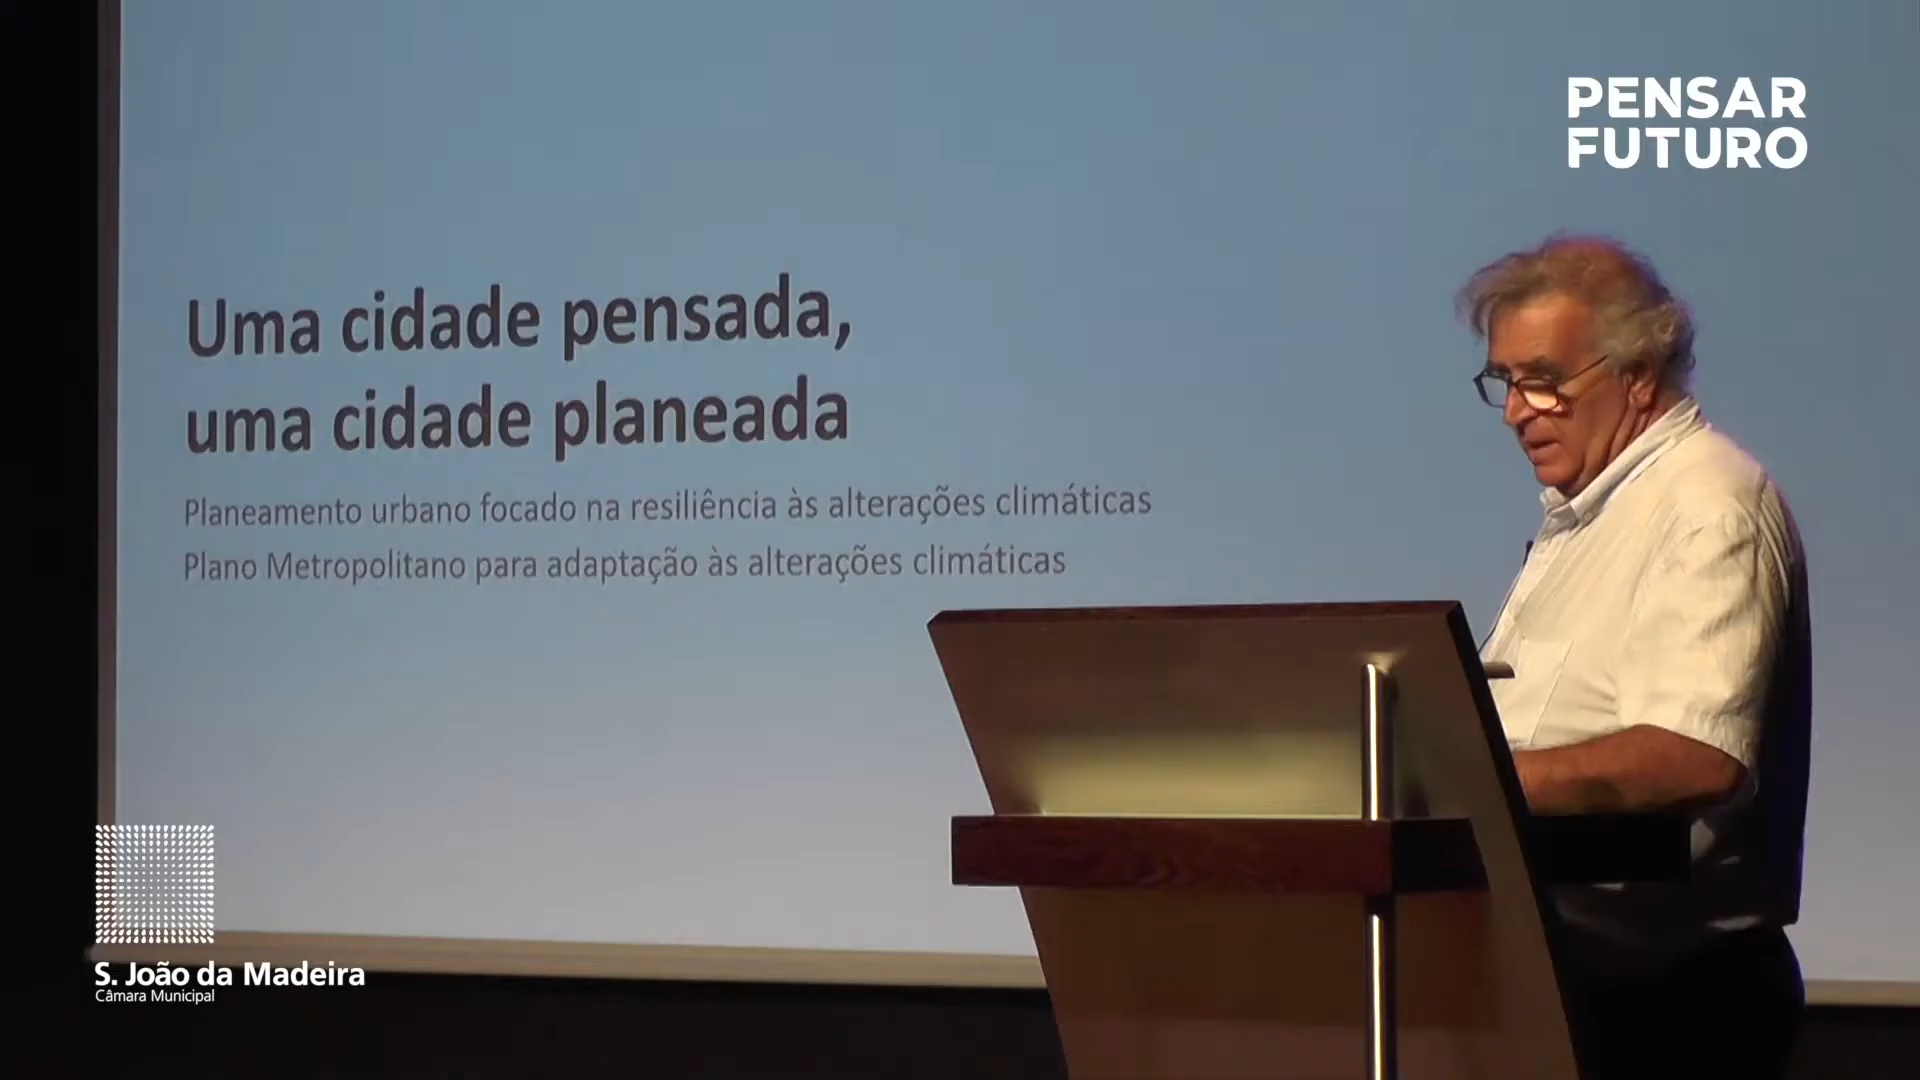 PENSAR
FUTURO
Uma cidade pensada,
uma cidade planeada
Planeamento urbano focado na resiliência às alterações climáticas
Plano Metropolitano para adaptação às alterações climáticas
S. João da Madeira
Câmara Municipal